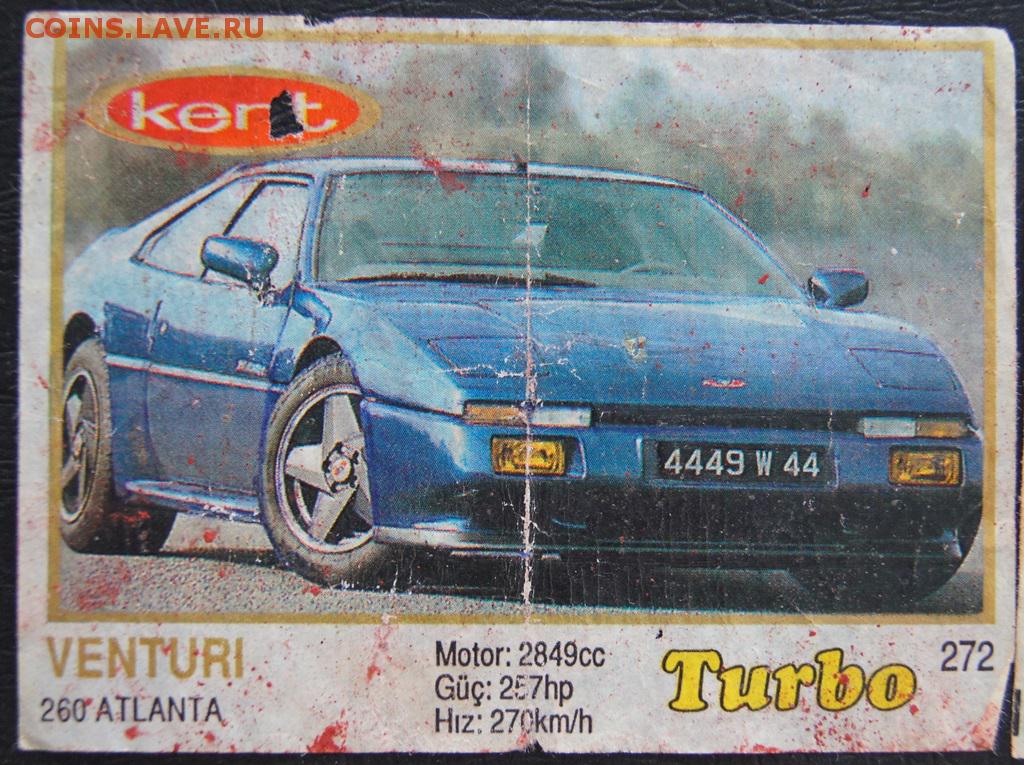 COINS.LAVE.RU
kent
4449 W 44
VENTURI
260 ATLANTA
Motor: 2849cc
Güç: 257hp
Hız: 270km/h
Turbo
272